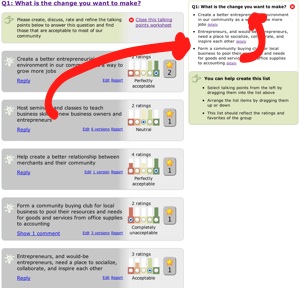 Q1: What is the change you want to make?
Please create, discuss, rate and refine the talking
points below to answer this question and find
those that are acceptable to most of our
community
Close this talking
points worksheet
Create a better entrepreneurial
environment in our community as a way to
grow more jobs
Reply
Edit Report
4 ratings
Perfectly
acceptable
2
Host seminars and classes to teach
business skills to new business owners and
entrepreneurs
Reply
Edit 6 versions Report
2 ratings
Neutral
1
Help create a better relationship between
merchants and their community
Reply
Edit 1 version Report
4 ratings
Perfectly
acceptable
1
Form a community buying club for local
business to pool their resources and needs
for goods and services from office supplies
to accounting
Show 1 comment
Edit 2 versions Report
2 ratings
Completely
unacceptable
1
Entrepreneurs, and would-be
entrepreneurs, need a place to socialize,
collaborate, and inspire each other
Reply
Edit Report
3 ratings
Acceptable
1
Q1: What is the change you want to make?
Create a better entrepreneurial environment
in our community as a way to grow more
jobs
Entrepreneurs, and would-be
entrepreneurs, need a place to socialize, collaborate, and
inspire each other
Form a community buying club for local
business to pool their resources and needs
for goods and services from office supplies
to accounting
You can help create this list
Select talking points from the left by
dragging them into the list above
Arrange the list items by dragging them
up or down
This list should reflect the ratings and
favorites of the group